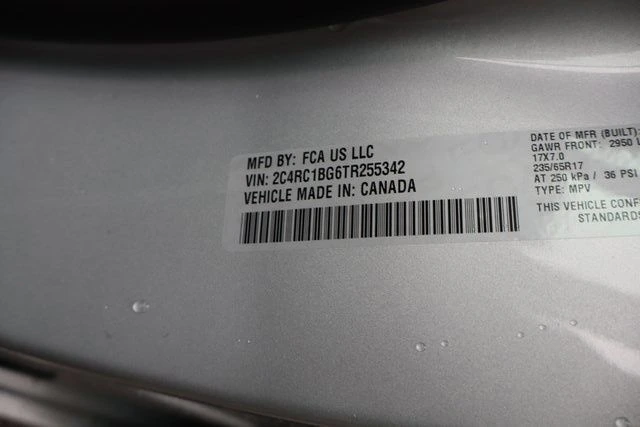 MFD BY: FCA US LLC
VIN: 2C4RC1BG6TR255342
VEHICLE MADE IN: CANADA
DATE OF MFR (BUILT):
GAWR FRONT: 2950 L
17X7.0
235/65R17
AT 250 kPa / 36 PSI
TYPE: MPV
THIS VEHICLE CONF
STANDARDS